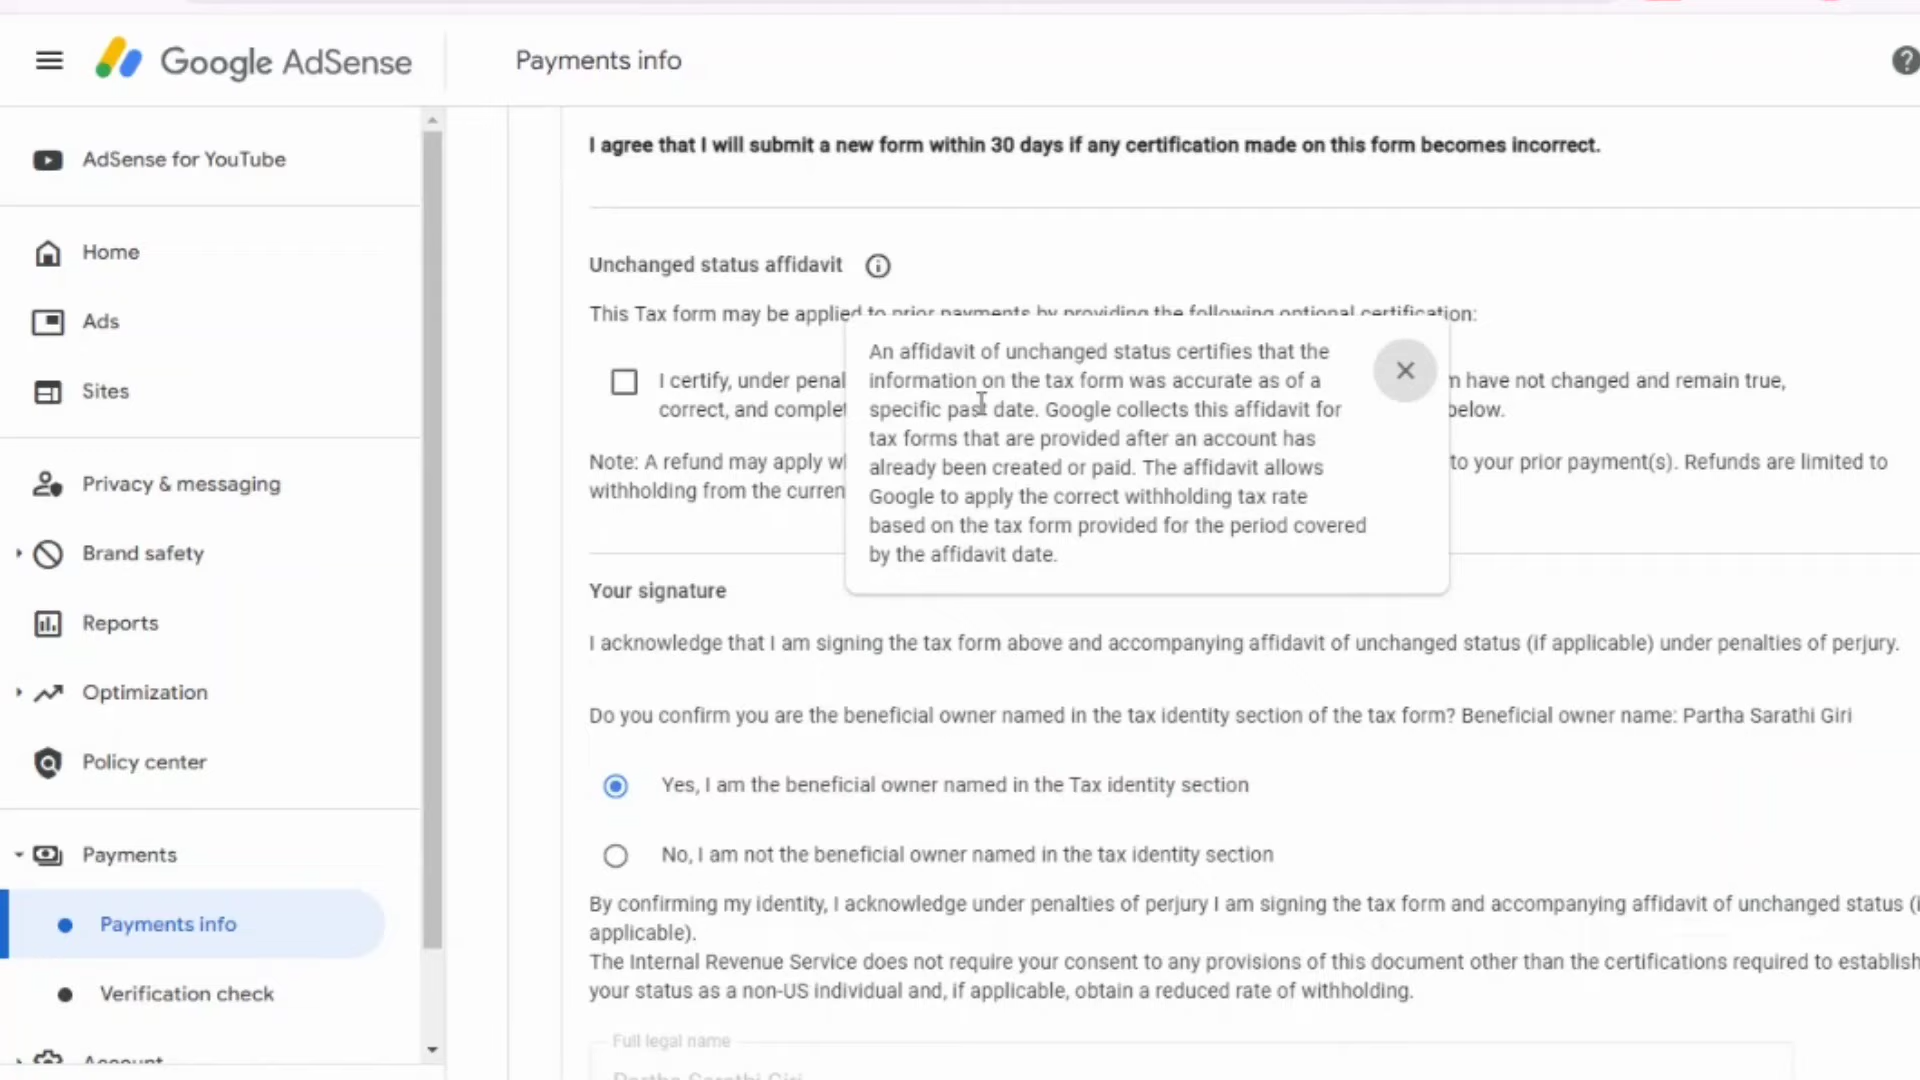 Google AdSense
Payments info
AdSense for YouTube
Home
Ads
Sites
Privacy & messaging
Brand safety
Reports
Optimization
Policy center
Payments
Payments info
Verification check
Account
I agree that I will submit a new form within 30 days if any certification made on this form becomes incorrect.
Unchanged status affidavit
This Tax form may be applied to prior payments by providing the following optional certification:
I certify, under penal
have not changed and remain true,
correct, and complet
below.
Note: A refund may apply
to your prior payment(s). Refunds are limited to
withholding from the curren
An affidavit of unchanged status certifies that the
information on the tax form was accurate as of a
specific past date. Google collects this affidavit for
tax forms that are provided after an account has
already been created or paid. The affidavit allows
Google to apply the correct withholding tax rate
based on the tax form provided for the period covered
by the affidavit date.
Your signature
I acknowledge that I am signing the tax form above and accompanying affidavit of unchanged status (if applicable) under penalties of perjury.
Do you confirm you are the beneficial owner named in the tax identity section of the tax form? Beneficial owner name: Partha Sarathi Giri
Yes, I am the beneficial owner named in the Tax identity section
No, I am not the beneficial owner named in the tax identity section
By confirming my identity, I acknowledge under penalties of perjury I am signing the tax form and accompanying affidavit of unchanged status (i
applicable).
The Internal Revenue Service does not require your consent to any provisions of this document other than the certifications required to establish
your status as a non-US individual and, if applicable, obtain a reduced rate of withholding.
Full legal name
Partha Sarathi Giri